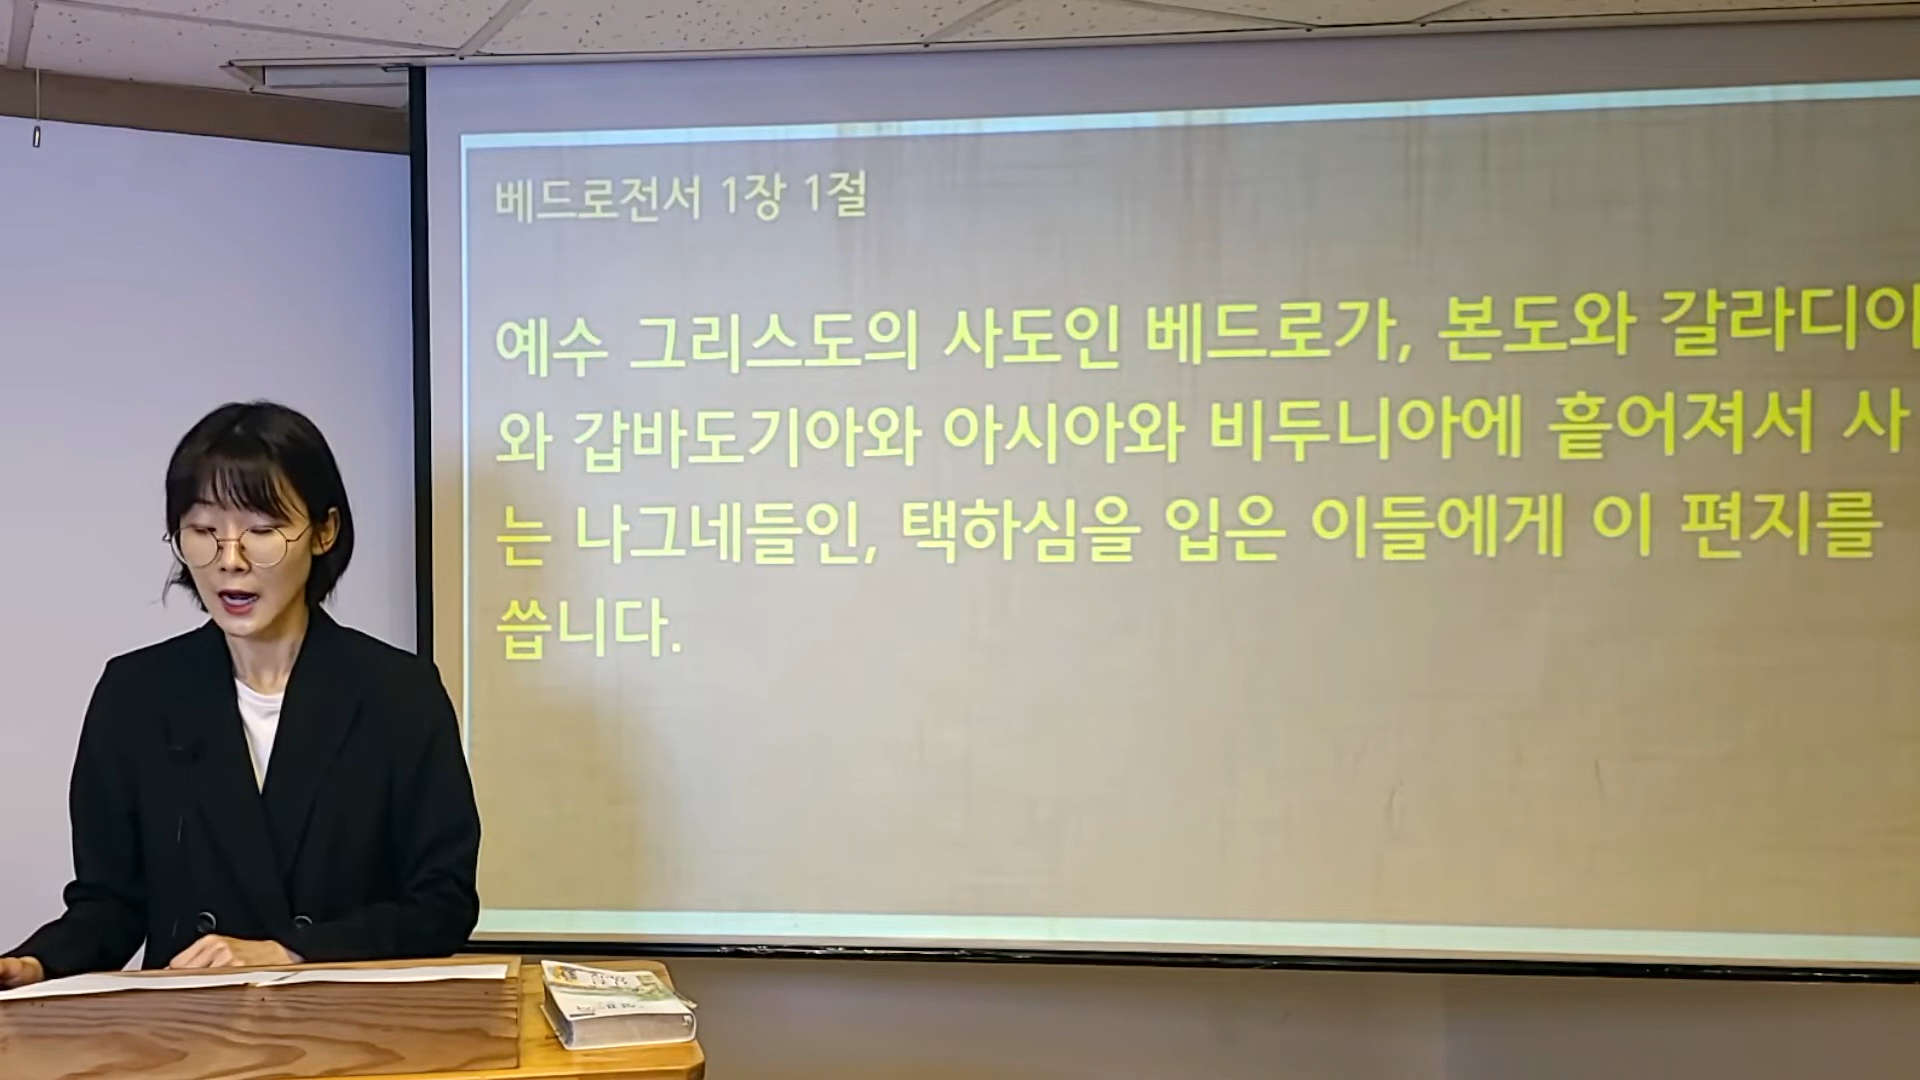 베드로전서 1장 1절
예수 그리스도의 사도인 베드로가, 본도와 갈라디아
와 갑바도기아와 아시아와 비두니아에 흩어져서 사
는 나그네들인, 택하심을 입은 이들에게 이 편지를
씁니다.